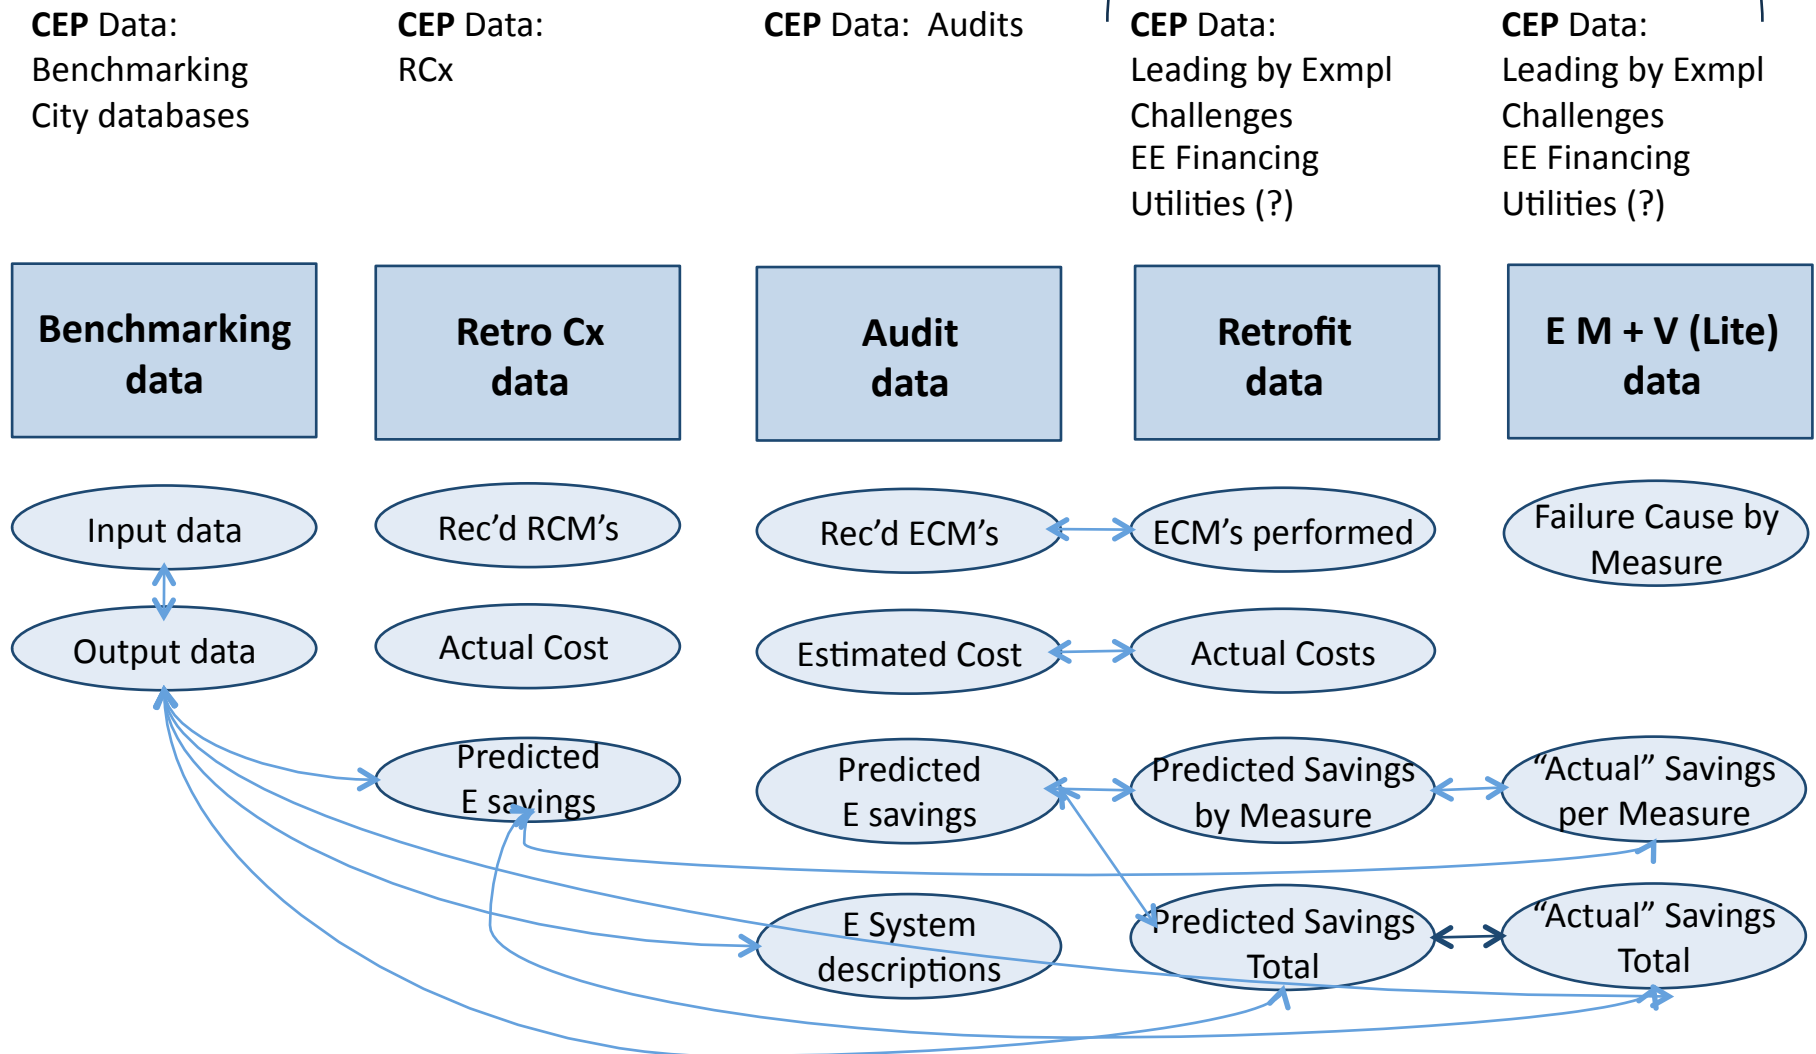 CEP Data:
Benchmarking
City databases
CEP Data:
RCx
CEP Data:  Audits
CEP Data:
Leading by Exmpl
Challenges
EE Financing
Utilities (?)
CEP Data:
Leading by Exmpl
Challenges
EE Financing
Utilities (?)
Benchmarking
data
Retro Cx
data
Audit
data
Retrofit
data
E M + V (Lite)
data
Input data
Output data
Rec’d RCM’s
Actual Cost
Predicted
E savings
Rec’d ECM’s
Estimated Cost
Predicted
E savings
E System
descriptions
ECM’s performed
Actual Costs
Predicted Savings
by Measure
Predicted Savings
Total
Failure Cause by
Measure
“Actual” Savings
per Measure
“Actual” Savings
Total